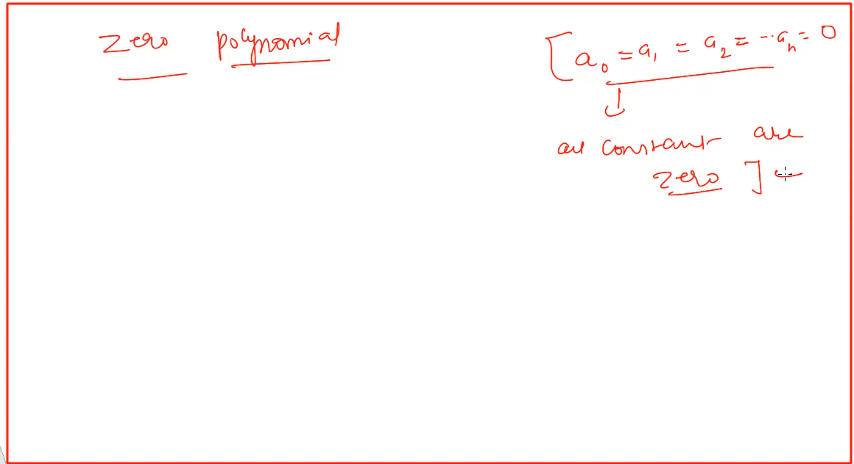 Zero polynomial
[a₀ = a₁ = a₂ = ... aₙ = 0
all constant are
zero ] ←